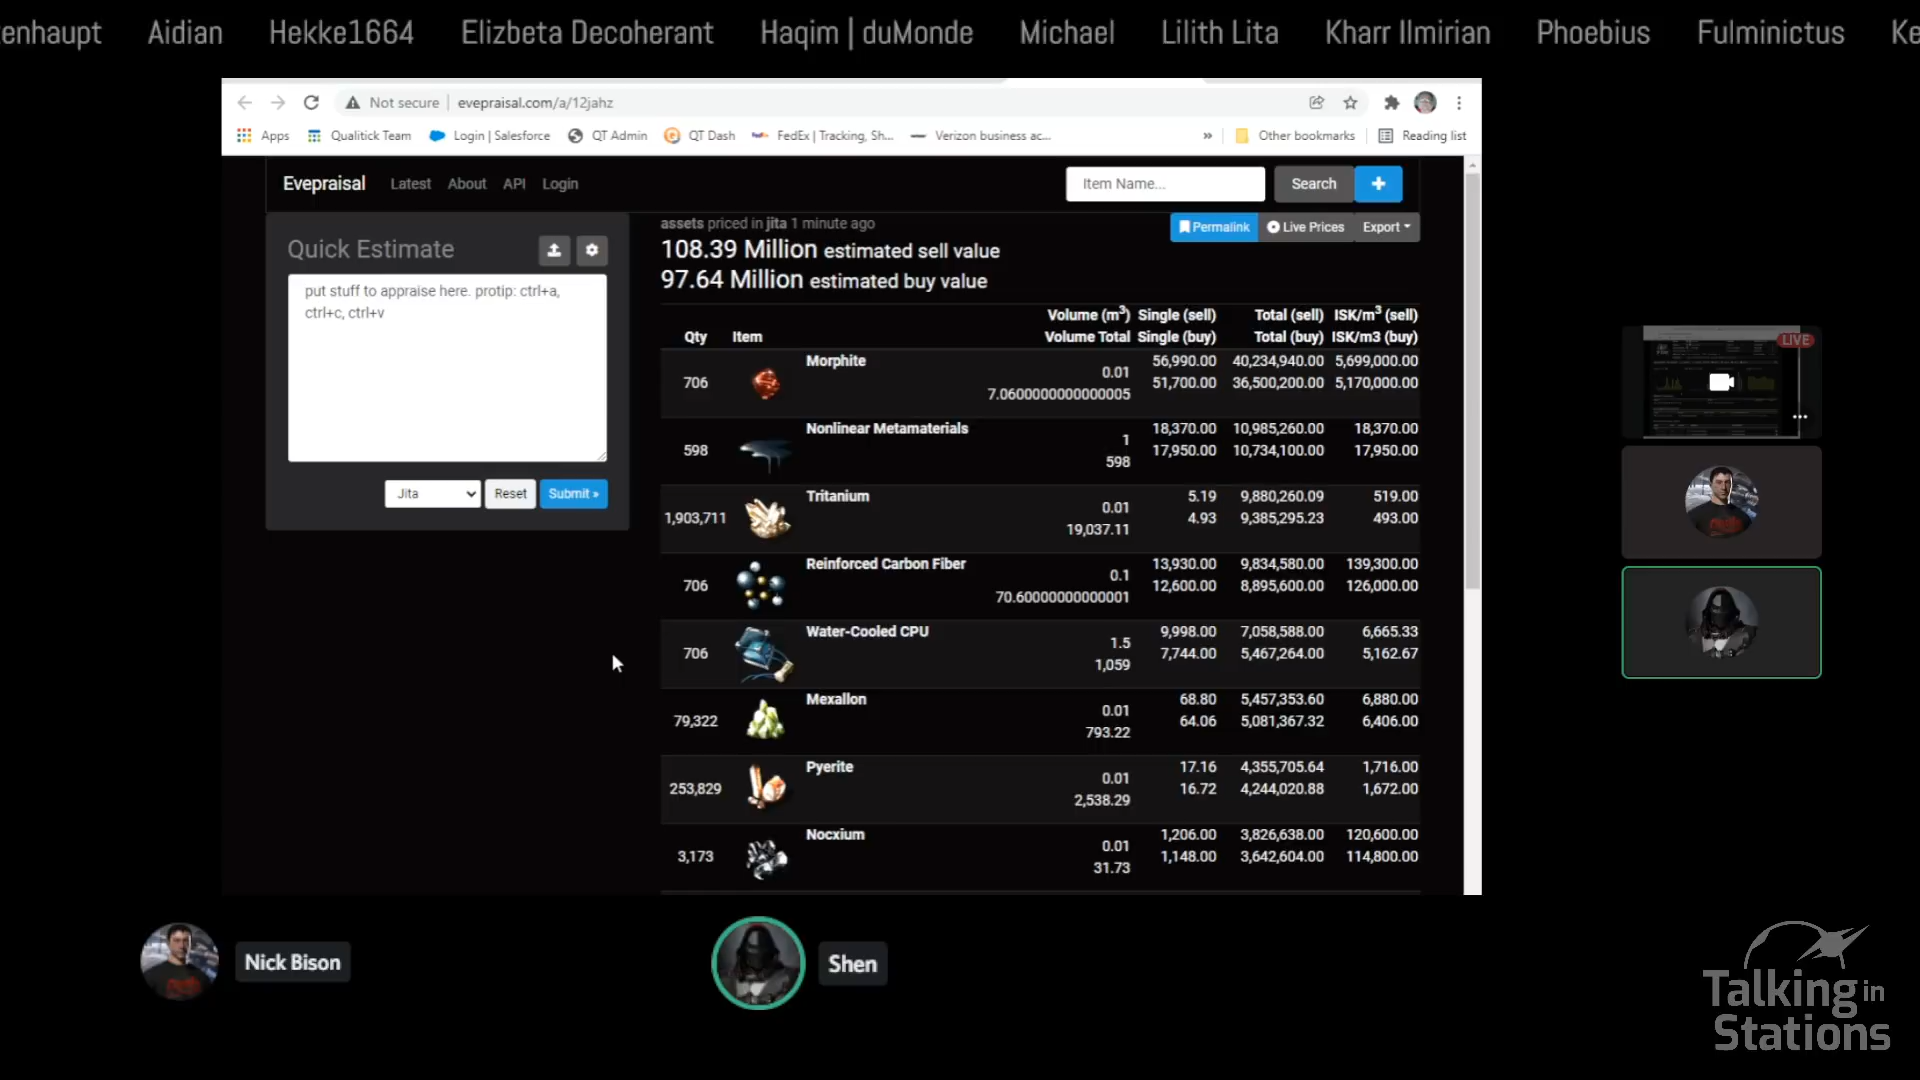 enhaupt Aidian Hekke1664 Elizbeta Decoherant Haqim | duMonde Michael Lilith Lita Kharr Ilmirian Phoebius Fulminictus Ke
Not secure evepraisal.com/a/12jahz
Apps Qualitick Team Login | Salesforce QT Admin QT Dash FedEx | Tracking, Sh... Verizon business ac... » Other bookmarks Reading list
Evepraisal Latest About API Login Item Name... Search +
assets priced in jita 1 minute ago
Permalink Live Prices Export
108.39 Million estimated sell value
97.64 Million estimated buy value
Quick Estimate
put stuff to appraise here. protip: ctrl+a,
ctrl+c, ctrl+v
Jita Reset Submit »
Volume (m³) Single (sell) Total (sell) ISK/m³ (sell)
Qty Item Volume Total Single (buy) Total (buy) ISK/m3 (buy)
Morphite 56,990.00 40,234,940.00 5,699,000.00
706 0.01 51,700.00 36,500,200.00 5,170,000.00
7.0600000000000005
Nonlinear Metamaterials 18,370.00 10,985,260.00 18,370.00
598 1 17,950.00 10,734,100.00 17,950.00
598
Tritanium 5.19 9,880,260.09 519.00
1,903,711 0.01 4.93 9,385,295.23 493.00
19,037.11
Reinforced Carbon Fiber 13,930.00 9,834,580.00 139,300.00
706 0.1 12,600.00 8,895,600.00 126,000.00
70.60000000000001
Water-Cooled CPU 9,998.00 7,058,588.00 6,665.33
706 1.5 7,744.00 5,467,264.00 5,162.67
1,059
Mexallon 68.80 5,457,353.60 6,880.00
79,322 0.01 64.06 5,081,367.32 6,406.00
793.22
Pyerite 17.16 4,355,705.64 1,716.00
253,829 0.01 16.72 4,244,020.88 1,672.00
2,538.29
Nocxium 1,206.00 3,826,638.00 120,600.00
3,173 0.01 1,148.00 3,642,604.00 114,800.00
31.73
LIVE
Nick Bison
Shen
Talking in
Stations